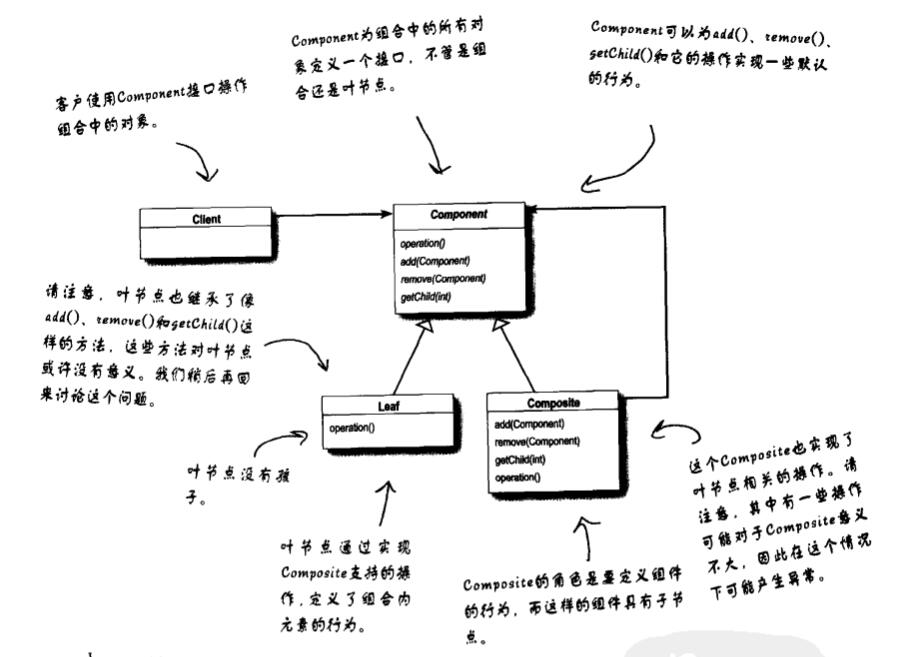 Component为组合中的所有对
象定义一个接口，不管是组
合还是叶节点。
Component可以为add()、remove()、
getChild()和它的操作实现一些默认
的行为。
客户使用Component接口操作
组合中的对象。
Client
Component
operation()
add(Component)
remove(Component)
getChild(int)
请注意，叶节点也继承了像
add()、remove()和getChild()这
样的方法，这些方法对叶节点
或许没有意义。我们稍后再回
来讨论这个问题。
Leaf
operation()
Composite
add(Component)
remove(Component)
getChild(int)
operation()
叶节点没有孩
子。
这个Composite也实现了
叶节点相关的操作。请
注意，其中有一些操作
可能对于Composite意义
不大，因此在这个情况
下可能产生异常。
叶节点通过实现
Composite支持的操
作，定义了组合内
元素的行为。
Composite的角色是要定义组件
的行为，而这样的组件具有子节
点。